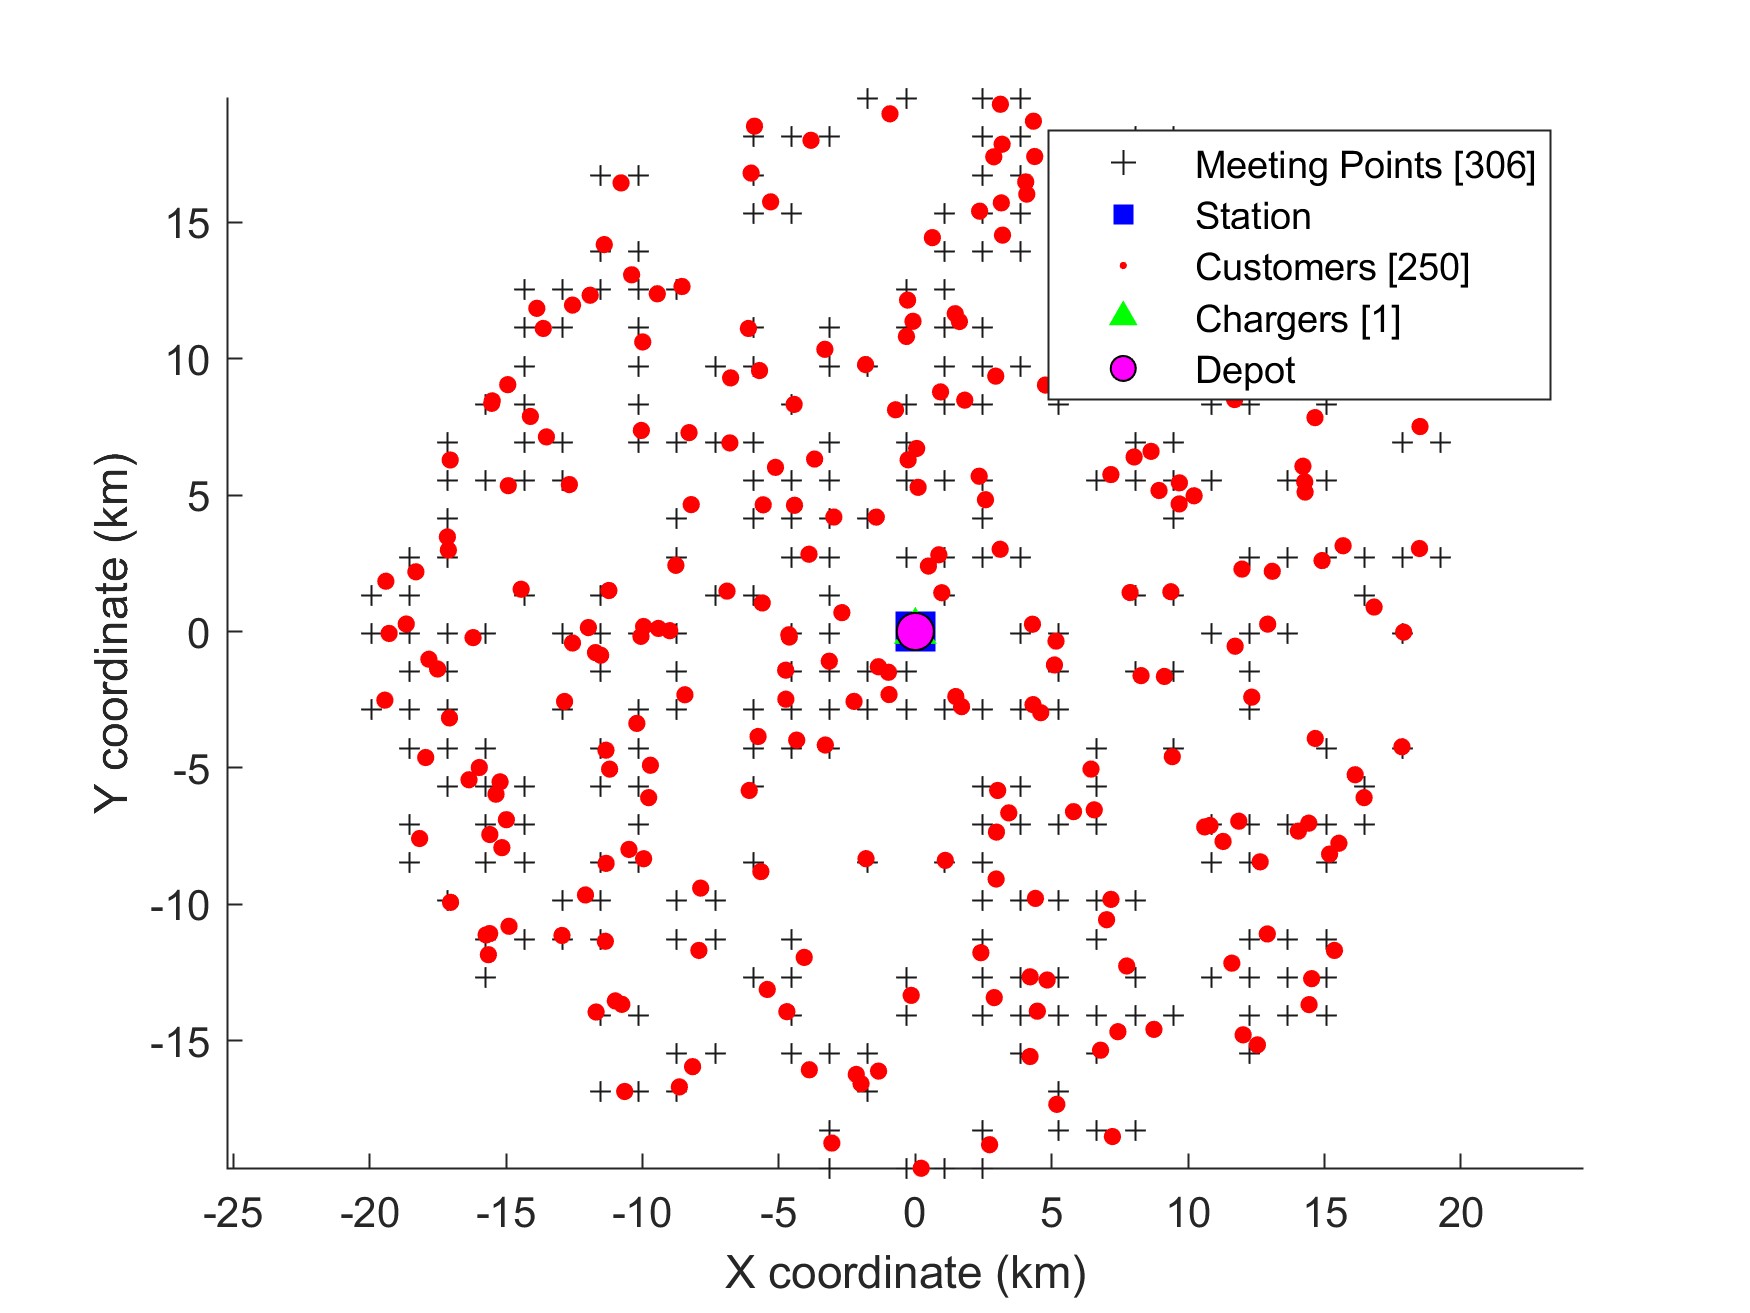 Meeting Points [306]
Station
Customers [250]
Chargers [1]
Depot
15
10
5
0
-5
-10
-15
Y coordinate (km)
-25 -20 -15 -10 -5 0 5 10 15 20
X coordinate (km)